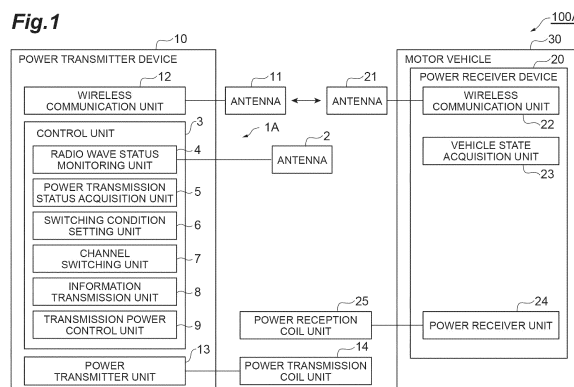 Fig.1
100A
10
30
POWER TRANSMITTER DEVICE
MOTOR VEHICLE
20
12
11
21
POWER RECEIVER DEVICE
WIRELESS
COMMUNICATION UNIT
ANTENNA
ANTENNA
WIRELESS
COMMUNICATION UNIT
3
22
CONTROL UNIT
1A
4
2
RADIO WAVE STATUS
MONITORING UNIT
ANTENNA
VEHICLE STATE
ACQUISITION UNIT
5
23
POWER TRANSMISSION
STATUS ACQUISITION UNIT
6
SWITCHING CONDITION
SETTING UNIT
7
CHANNEL
SWITCHING UNIT
8
INFORMATION
TRANSMISSION UNIT
25
24
9
TRANSMISSION POWER
CONTROL UNIT
POWER RECEPTION
COIL UNIT
POWER RECEIVER UNIT
13
14
POWER
TRANSMITTER UNIT
POWER TRANSMISSION
COIL UNIT